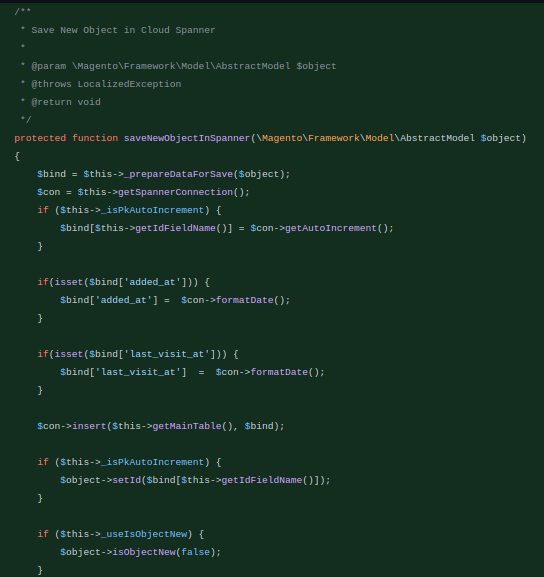 /**
 * Save New Object in Cloud Spanner
 *
 * @param \Magento\Framework\Model\AbstractModel $object
 * @throws LocalizedException
 * @return void
 */
protected function saveNewObjectInSpanner(\Magento\Framework\Model\AbstractModel $object)
{
    $bind = $this->_prepareDataForSave($object);
    $con = $this->getSpannerConnection();
    if ($this->_isPkAutoIncrement) {
        $bind[$this->getIdFieldName()] = $con->getAutoIncrement();
    }

    if(isset($bind['added_at'])) {
        $bind['added_at'] =  $con->formatDate();
    }

    if(isset($bind['last_visit_at'])) {
        $bind['last_visit_at']  =  $con->formatDate();
    }

    $con->insert($this->getMainTable(), $bind);

    if ($this->_isPkAutoIncrement) {
        $object->setId($bind[$this->getIdFieldName()]);
    }

    if ($this->_useIsObjectNew) {
        $object->isObjectNew(false);
    }